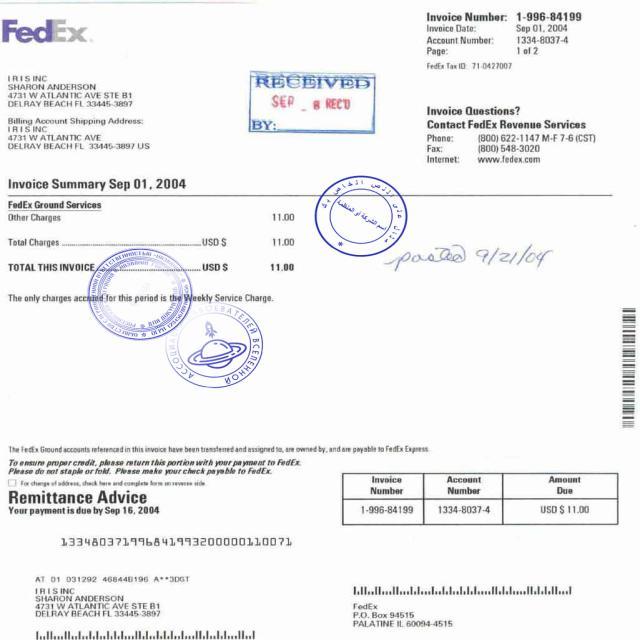 FedEx.
Invoice Number: 1-996-84199
Invoice Date: Sep 01, 2004
Account Number: 1334-8037-4
Page: 1 of 2
FedEx Tax ID: 71-0427007
I R I S INC
SHARON ANDERSON
4731 W ATLANTIC AVE STE B1
DELRAY BEACH FL 33445-3897
RECEIVED
SEP _ 8 REC'D
BY:
Billing Account Shipping Address:
I R I S INC
4731 W ATLANTIC AVE
DELRAY BEACH FL 33445-3897 US
Invoice Questions?
Contact FedEx Revenue Services
Phone: (800) 622-1147 M-F 7-6 (CST)
Fax: (800) 548-3020
Internet: www.fedex.com
Invoice Summary Sep 01, 2004
FedEx Ground Services
Other Charges 11.00
Total Charges USD $ 11.00
TOTAL THIS INVOICE USD $ 11.00
اسم الشركة أو المنظمة
posted 9/21/04
The only charges accrued for this period is the Weekly Service Charge.
ВСЕЛЕННОЙ
The FedEx Ground accounts referenced in this invoice have been transferred and assigned to, are owned by, and are payable to FedEx Express.
To ensure proper credit, please return this portion with your payment to FedEx.
Please do not staple or fold. Please make your check payable to FedEx.
For change of address, check here and complete form on reverse side.
Remittance Advice
Your payment is due by Sep 16, 2004
Invoice Number Account Number Amount Due
1-996-84199 1334-8037-4 USD $ 11.00
133480371996841993200000110071
AT 01 031292 46844B196 A**3DGT
I R I S INC
SHARON ANDERSON
4731 W ATLANTIC AVE STE B1
DELRAY BEACH FL 33445-3897
FedEx
P.O. Box 94515
PALATINE IL 60094-4515